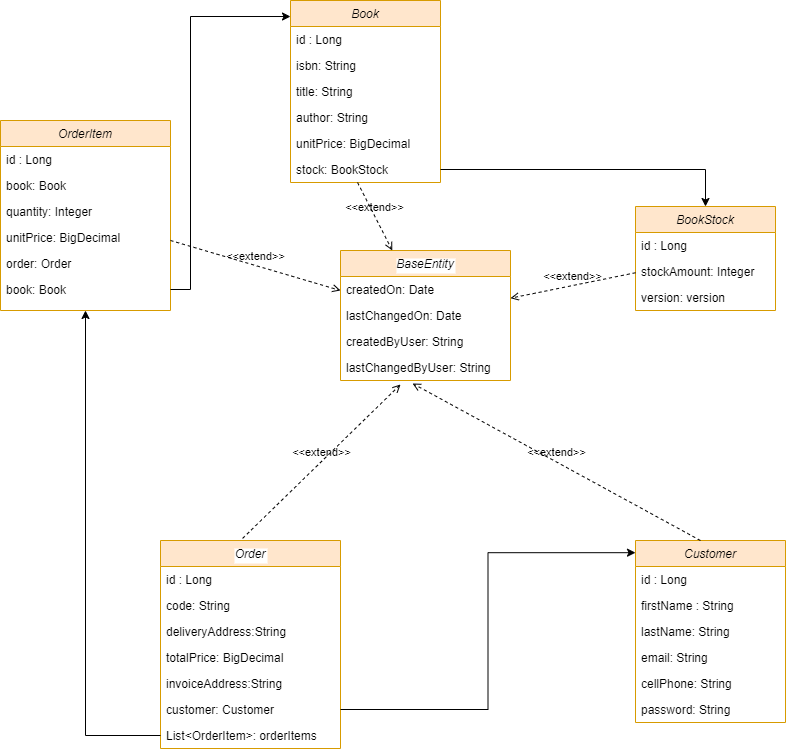 Book
id : Long
isbn: String
title: String
author: String
unitPrice: BigDecimal
stock: BookStock
OrderItem
id : Long
book: Book
quantity: Integer
unitPrice: BigDecimal
order: Order
book: Book
<<extend>>
BookStock
id : Long
stockAmount: Integer
version: version
<<extend>>
<<extend>>
BaseEntity
createdOn: Date
lastChangedOn: Date
createdByUser: String
lastChangedByUser: String
<<extend>>
<<extend>>
Order
id : Long
code: String
deliveryAddress:String
totalPrice: BigDecimal
invoiceAddress:String
customer: Customer
List<OrderItem>: orderItems
Customer
id : Long
firstName : String
lastName: String
email: String
cellPhone: String
password: String